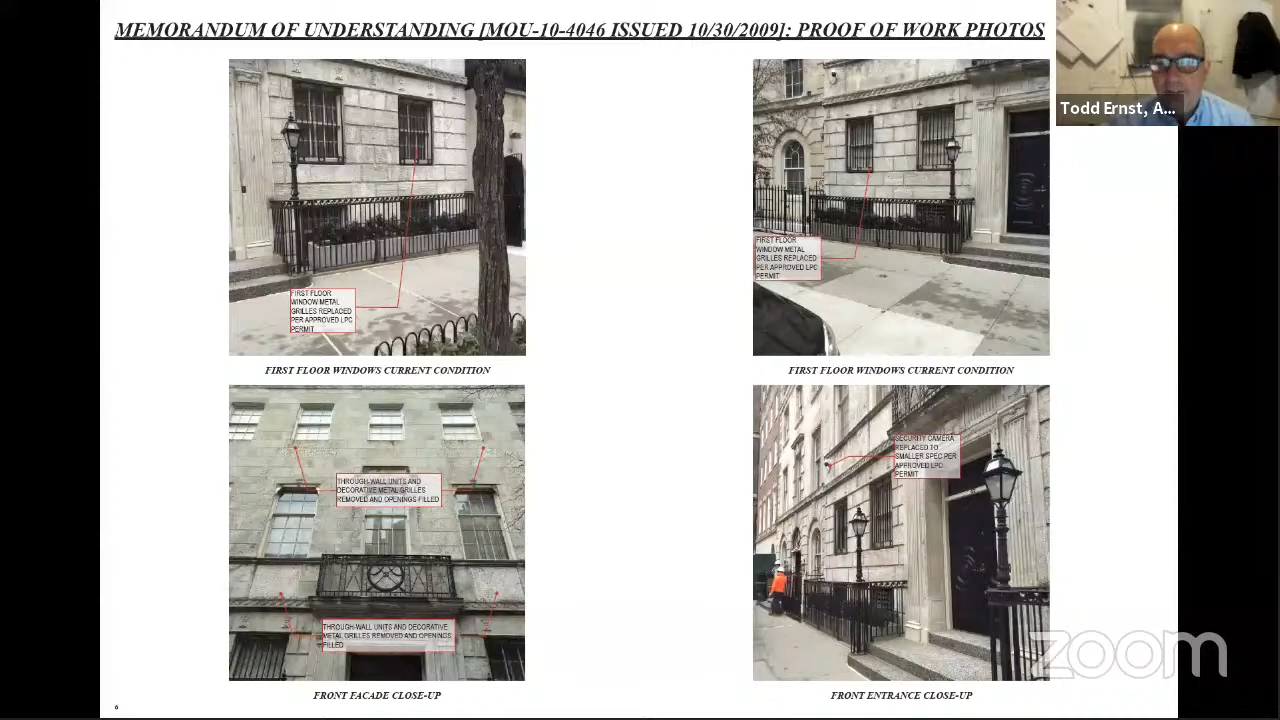 MEMORANDUM OF UNDERSTANDING [MOU-10-4046 ISSUED 10/30/2009]: PROOF OF WORK PHOTOS
Todd Ernst, A...
FIRST FLOOR
WINDOW METAL
GRILLES REPLACED
PER APPROVED LPC
PERMIT
FIRST FLOOR
WINDOW METAL
GRILLES REPLACED
PER APPROVED LPC
PERMIT
FIRST FLOOR WINDOWS CURRENT CONDITION
FIRST FLOOR WINDOWS CURRENT CONDITION
THROUGH-WALL UNITS AND
DECORATIVE METAL GRILLES
REMOVED AND OPENINGS FILLED
SECURITY CAMERA
REPLACED TO
SMALLER SPEC PER
APPROVED LPC
PERMIT
THROUGH-WALL UNITS AND DECORATIVE
METAL GRILLES REMOVED AND OPENINGS
FILLED
zoom
FRONT FACADE CLOSE-UP
FRONT ENTRANCE CLOSE-UP
6